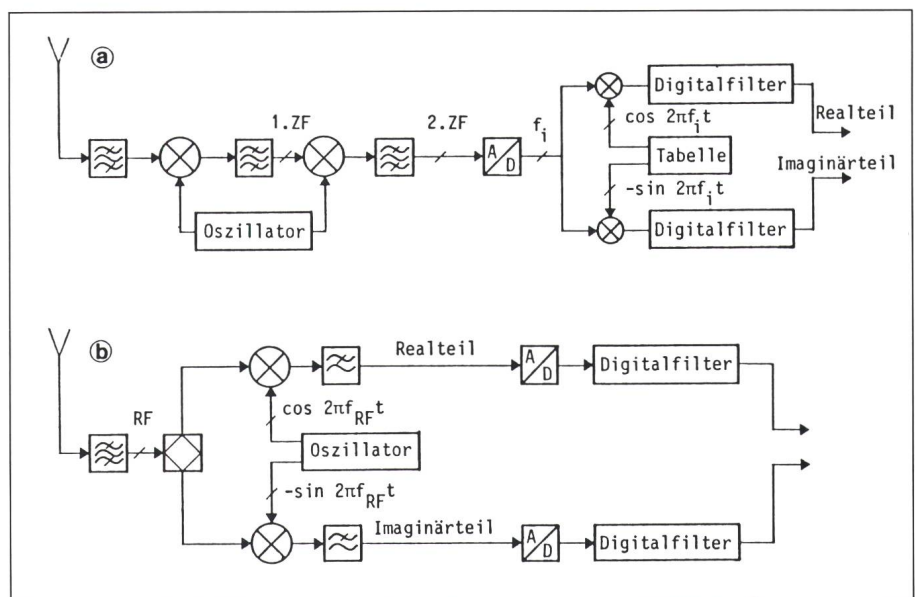 a
1.ZF
2.ZF
A/D
f_i
Digitalfilter
cos 2πf_i t
Realteil
Tabelle
Imaginärteil
-sin 2πf_i t
Oszillator
Digitalfilter
b
RF
Realteil
A/D
Digitalfilter
cos 2πf_RF t
Oszillator
-sin 2πf_RF t
Imaginärteil
A/D
Digitalfilter